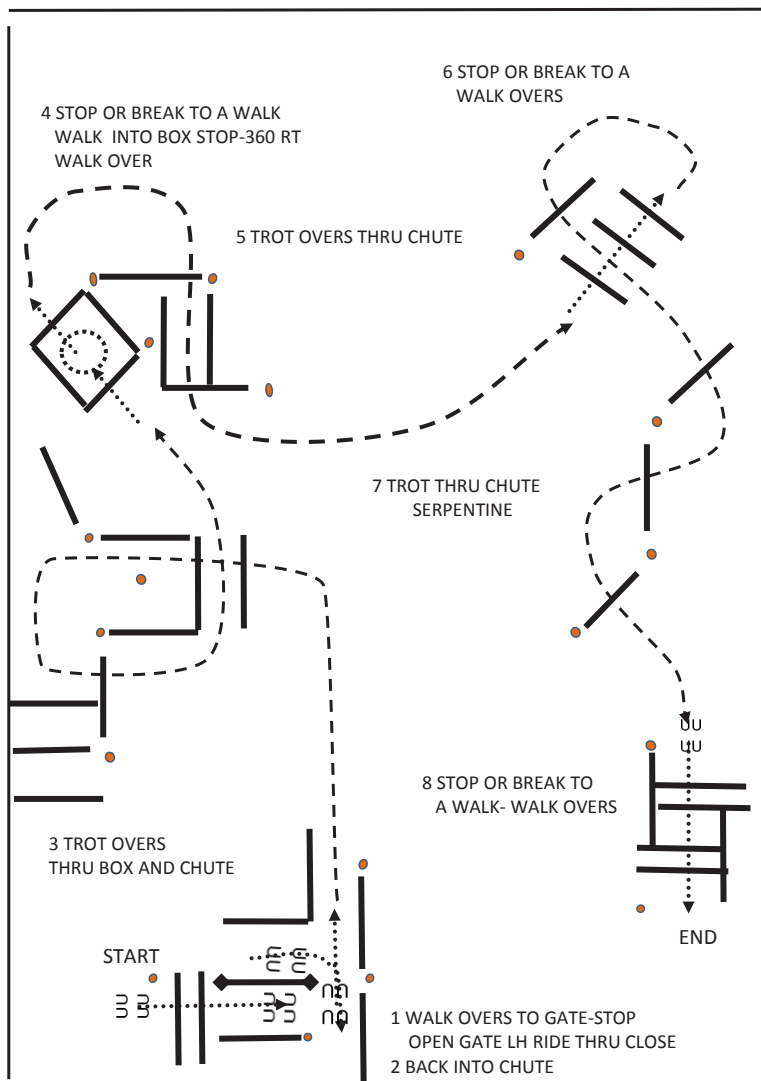 6 STOP OR BREAK TO A
WALK OVERS
4 STOP OR BREAK TO A WALK
WALK INTO BOX STOP-360 RT
WALK OVER
5 TROT OVERS THRU CHUTE
7 TROT THRU CHUTE
SERPENTINE
8 STOP OR BREAK TO
A WALK- WALK OVERS
3 TROT OVERS
THRU BOX AND CHUTE
END
START
1 WALK OVERS TO GATE-STOP
OPEN GATE LH RIDE THRU CLOSE
2 BACK INTO CHUTE